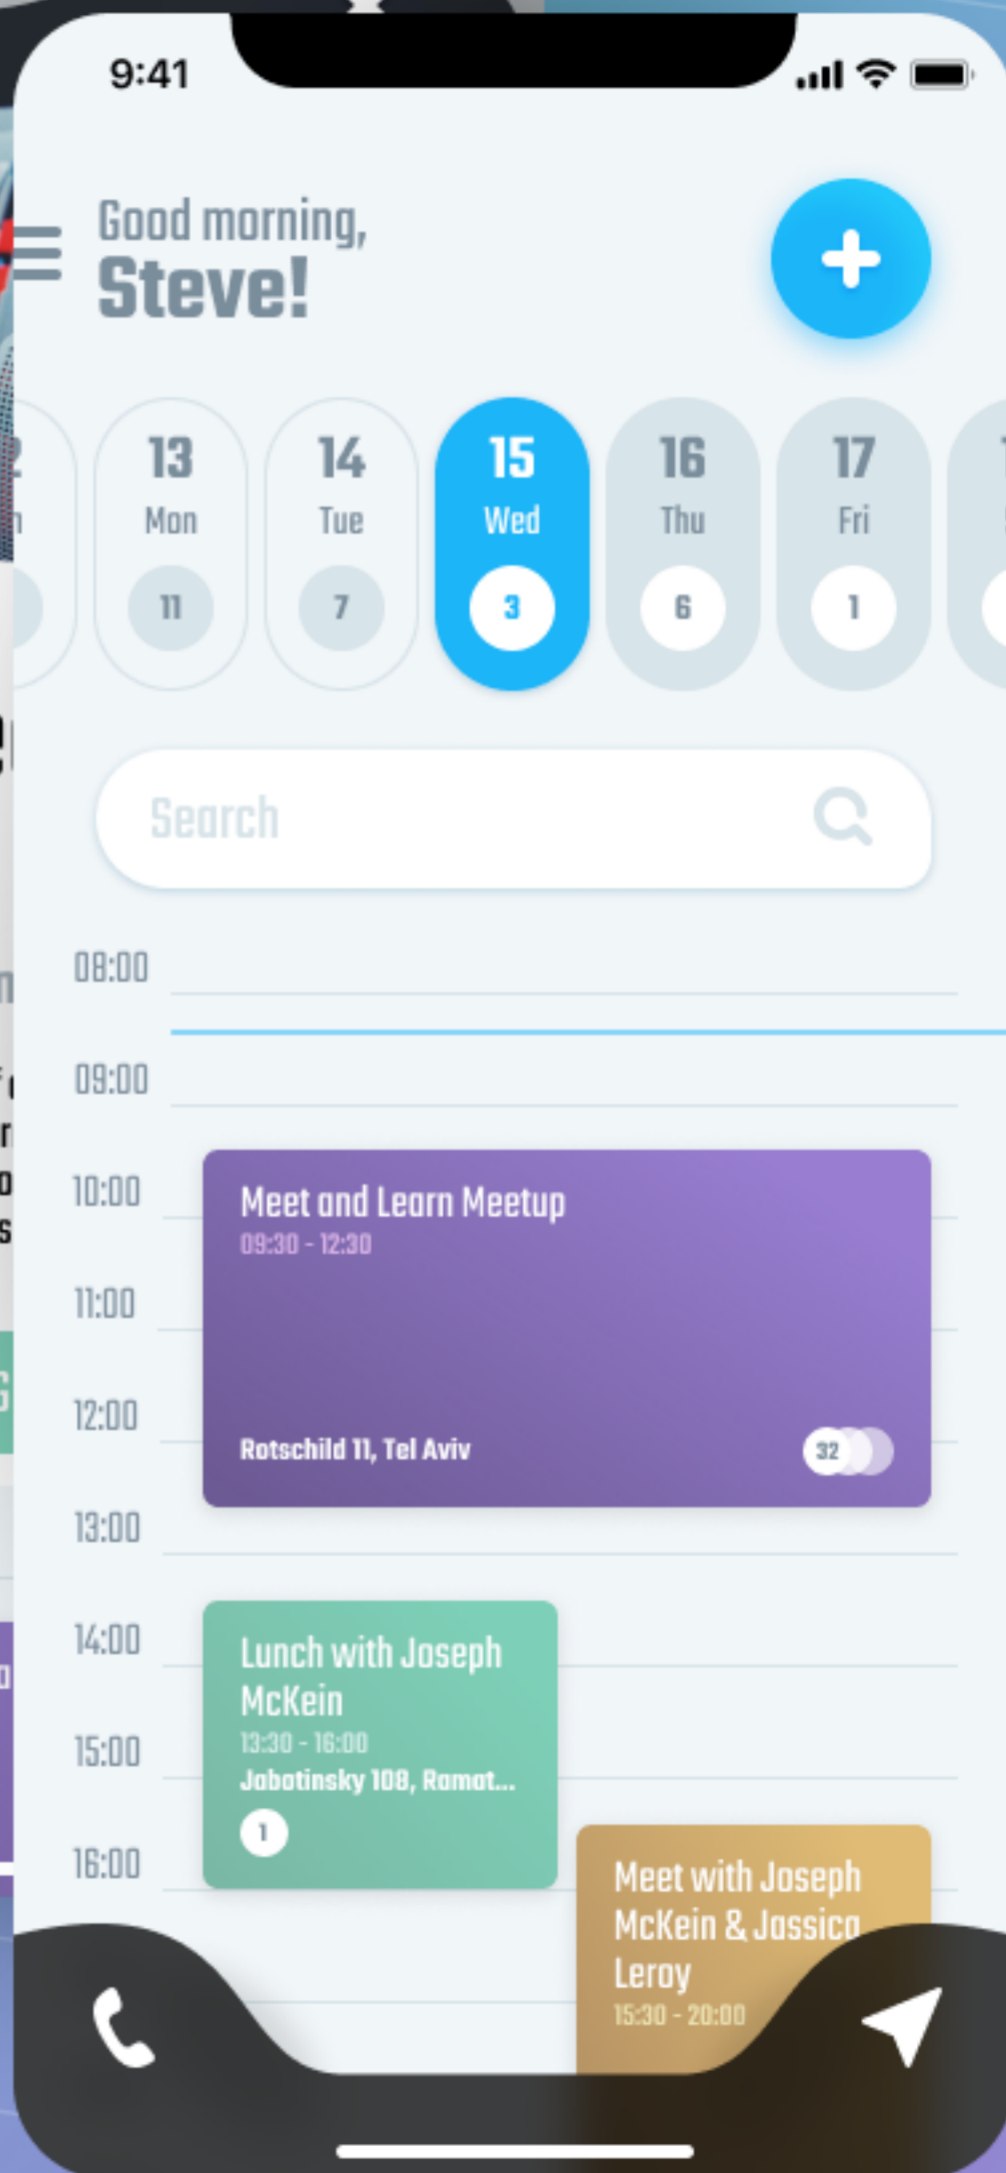 9:41
Good morning,
Steve!
13 14 15 16 17
Mon Tue Wed Thu Fri
11 7 3 6 1
Search
08:00
09:00
10:00
Meet and Learn Meetup
09:30 - 12:30
11:00
12:00
Rotschild 11, Tel Aviv
32
13:00
14:00
Lunch with Joseph
McKein
13:30 - 16:00
15:00
Jabotinsky 108, Ramat...
1
16:00
Meet with Joseph
McKein & Jassica
Leroy
15:30 - 20:00